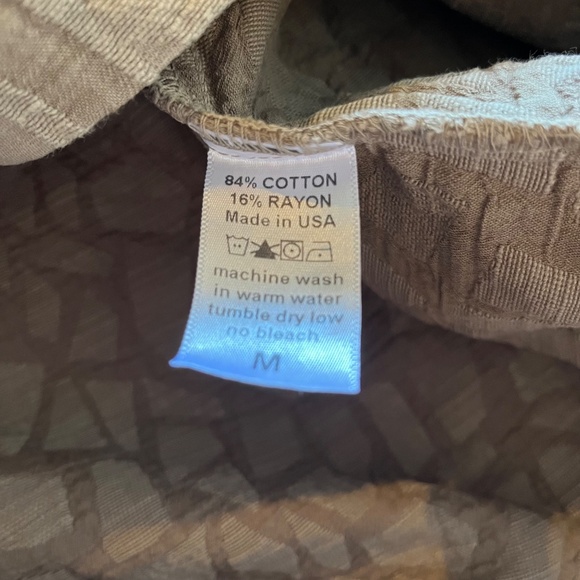 84% COTTON
16% RAYON
Made in USA
machine wash
in warm water
tumble dry low
no bleach
M